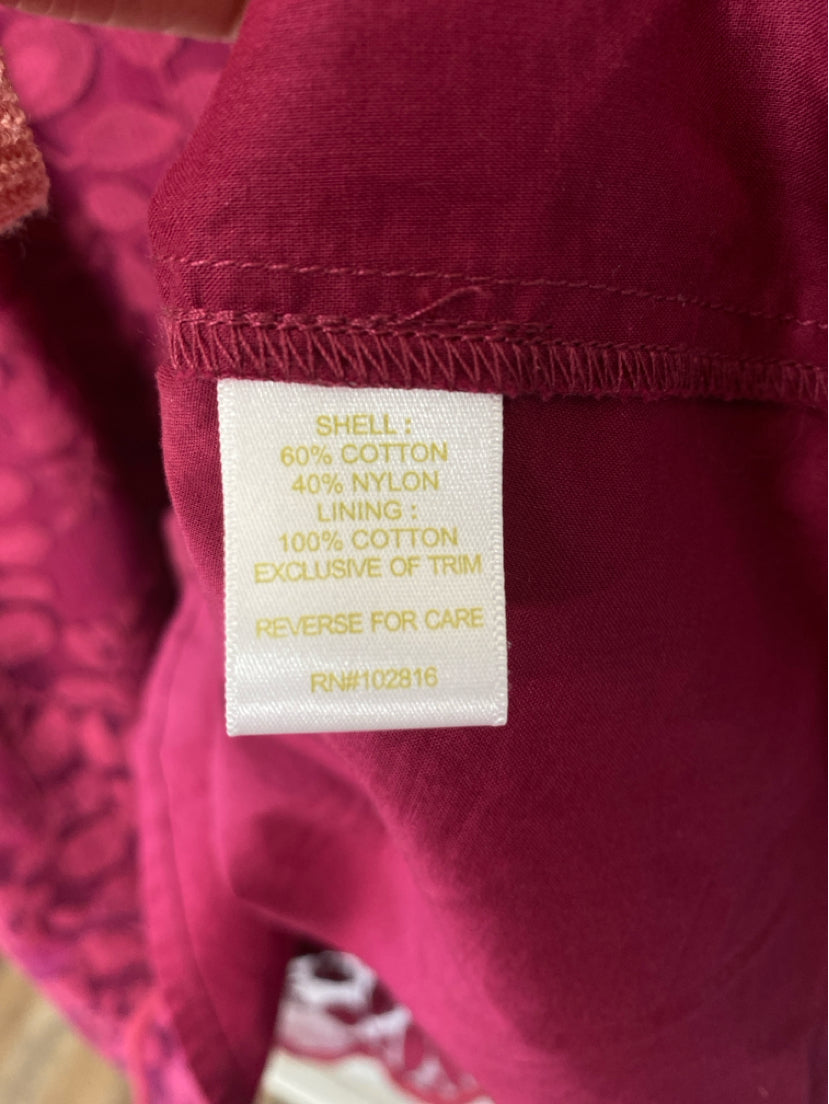 SHELL :
60% COTTON
40% NYLON
LINING :
100% COTTON
EXCLUSIVE OF TRIM
REVERSE FOR CARE
RN#102816